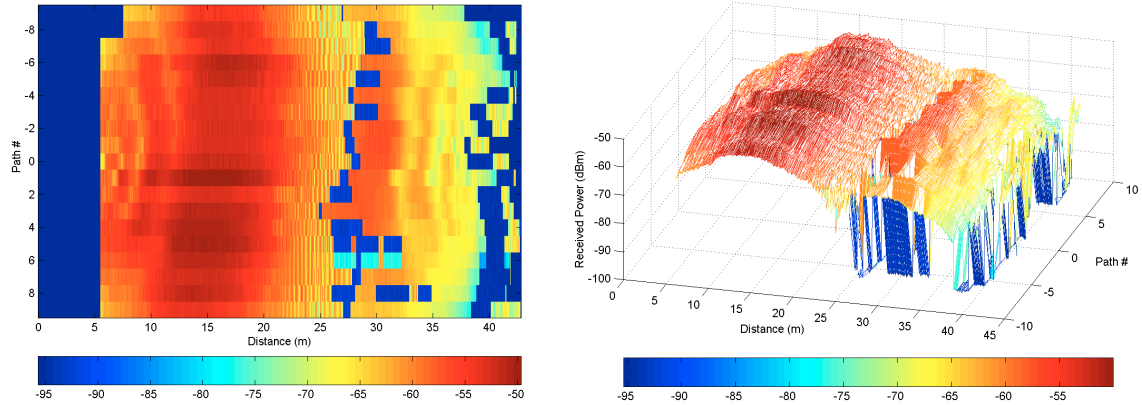 -8
-6
-4
-2
0
2
4
6
8
Path #
0 5 10 15 20 25 30 35 40
Distance (m)
-95 -90 -85 -80 -75 -70 -65 -60 -55 -50
-50
-60
-70
-80
-90
-100
Received Power (dBm)
0 5 10 15 20 25 30 35 40 45
Distance (m)
10
5
0
-5
-10
Path #
-95 -90 -85 -80 -75 -70 -65 -60 -55